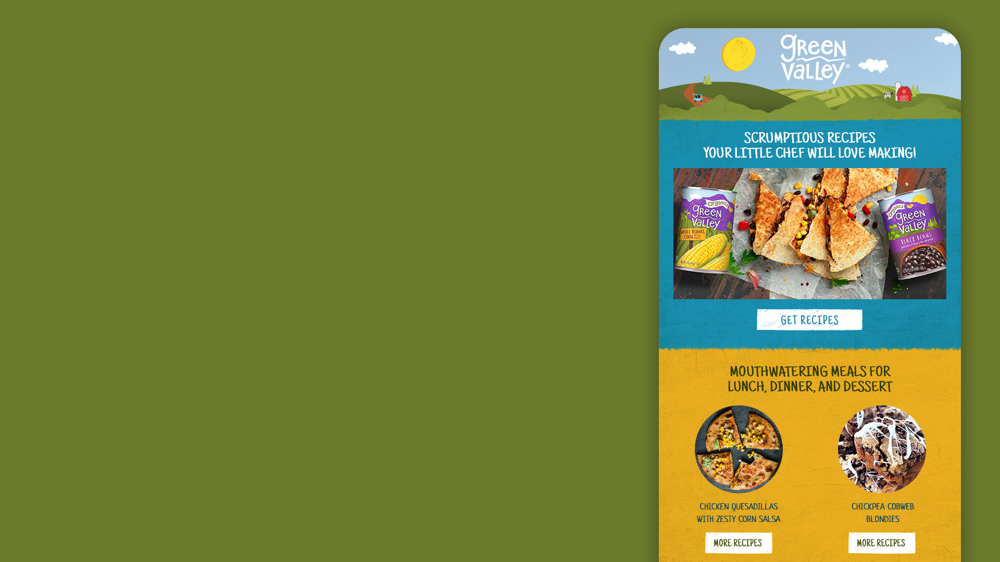 green
valley®
SCRUMPTIOUS RECIPES
YOUR LITTLE CHEF WILL LOVE MAKING!
ORGANICS
green
valley
WHOLE KERNEL
CORN
ORGANICS
green
valley
BLACK BEANS
GET RECIPES
MOUTHWATERING MEALS FOR
LUNCH, DINNER, AND DESSERT
CHICKEN QUESADILLAS
WITH ZESTY CORN SALSA
CHICKPEA COBWEB
BLONDIES
MORE RECIPES
MORE RECIPES